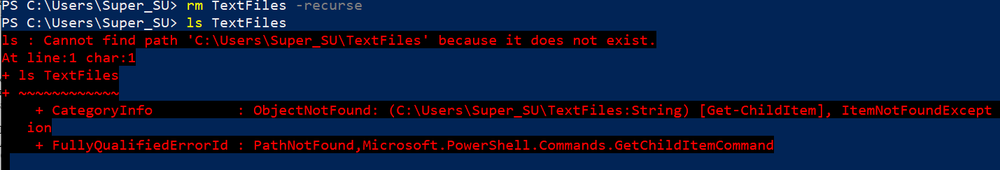 PS C:\Users\Super_SU> rm TextFiles -recurse
PS C:\Users\Super_SU> ls TextFiles
ls : Cannot find path 'C:\Users\Super_SU\TextFiles' because it does not exist.
At line:1 char:1
+ ls TextFiles
+ ~~~~~~~~~~~~
    + CategoryInfo          : ObjectNotFound: (C:\Users\Super_SU\TextFiles:String) [Get-ChildItem], ItemNotFoundExcept
   ion
    + FullyQualifiedErrorId : PathNotFound,Microsoft.PowerShell.Commands.GetChildItemCommand